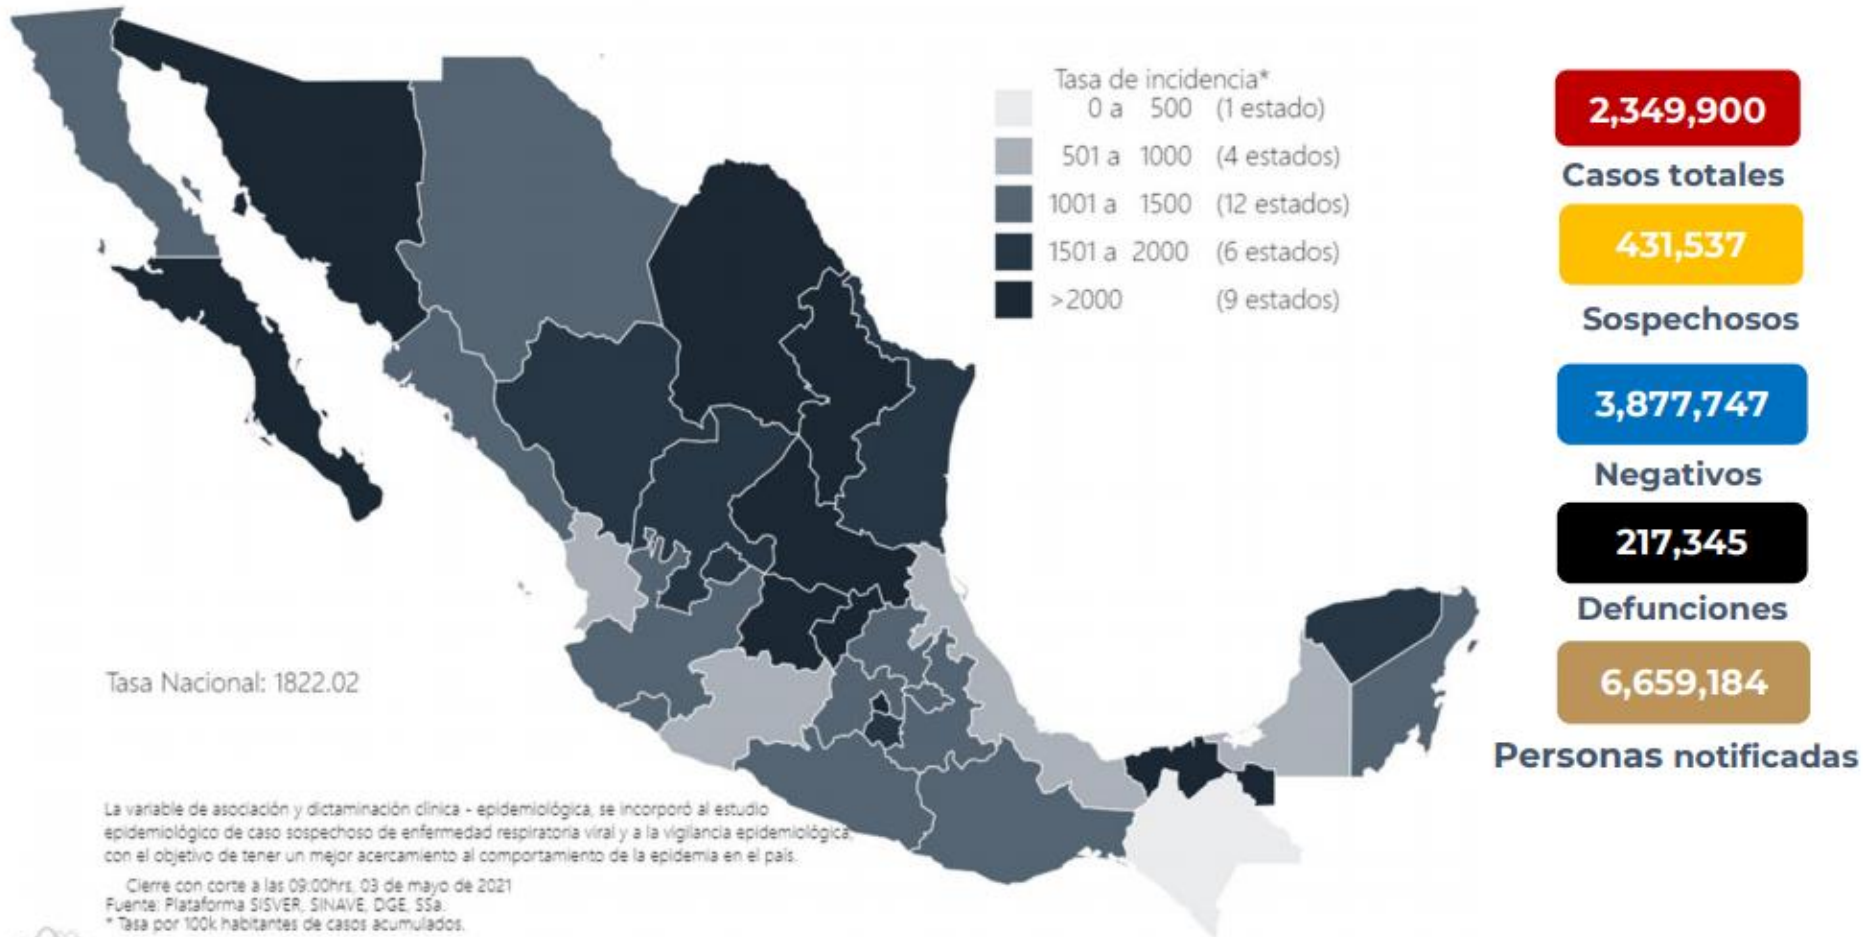 Tasa de incidencia*
0 a 500 (1 estado)
501 a 1000 (4 estados)
1001 a 1500 (12 estados)
1501 a 2000 (6 estados)
>2000 (9 estados)
2,349,900
Casos totales
431,537
Sospechosos
3,877,747
Negativos
217,345
Defunciones
6,659,184
Personas notificadas
Tasa Nacional: 1822.02
La variable de asociación y dictaminación clínica - epidemiológica, se incorporó al estudio
epidemiológico de caso sospechoso de enfermedad respiratoria viral y a la vigilancia epidemiológica,
con el objetivo de tener un mejor acercamiento al comportamiento de la epidemia en el país.
Cierre con corte a las 09:00hrs, 03 de mayo de 2021
Fuente: Plataforma SISVER, SINAVE, DGE, SSa.
* Tasa por 100k habitantes de casos acumulados.